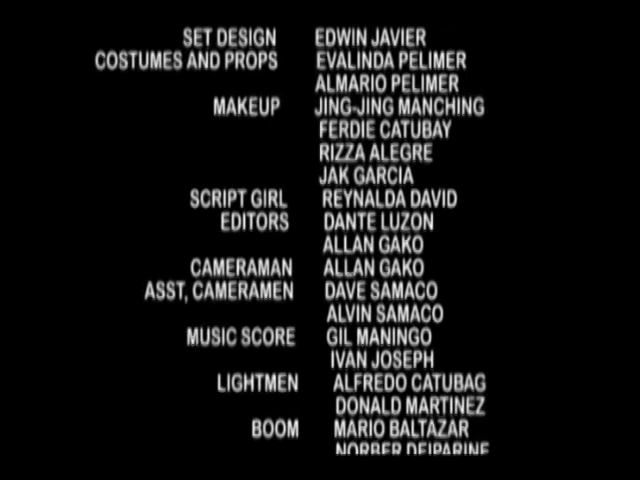 SET DESIGN EDWIN JAVIER
COSTUMES AND PROPS EVALINDA PELIMER
ALMARIO PELIMER
MAKEUP JING-JING MANCHING
FERDIE CATUBAY
RIZZA ALEGRE
JAK GARCIA
SCRIPT GIRL REYNALDA DAVID
EDITORS DANTE LUZON
ALLAN GAKO
CAMERAMAN ALLAN GAKO
ASST, CAMERAMEN DAVE SAMACO
ALVIN SAMACO
MUSIC SCORE GIL MANINGO
IVAN JOSEPH
LIGHTMEN ALFREDO CATUBAG
DONALD MARTINEZ
BOOM MARIO BALTAZAR
NORBER DEIPARINE